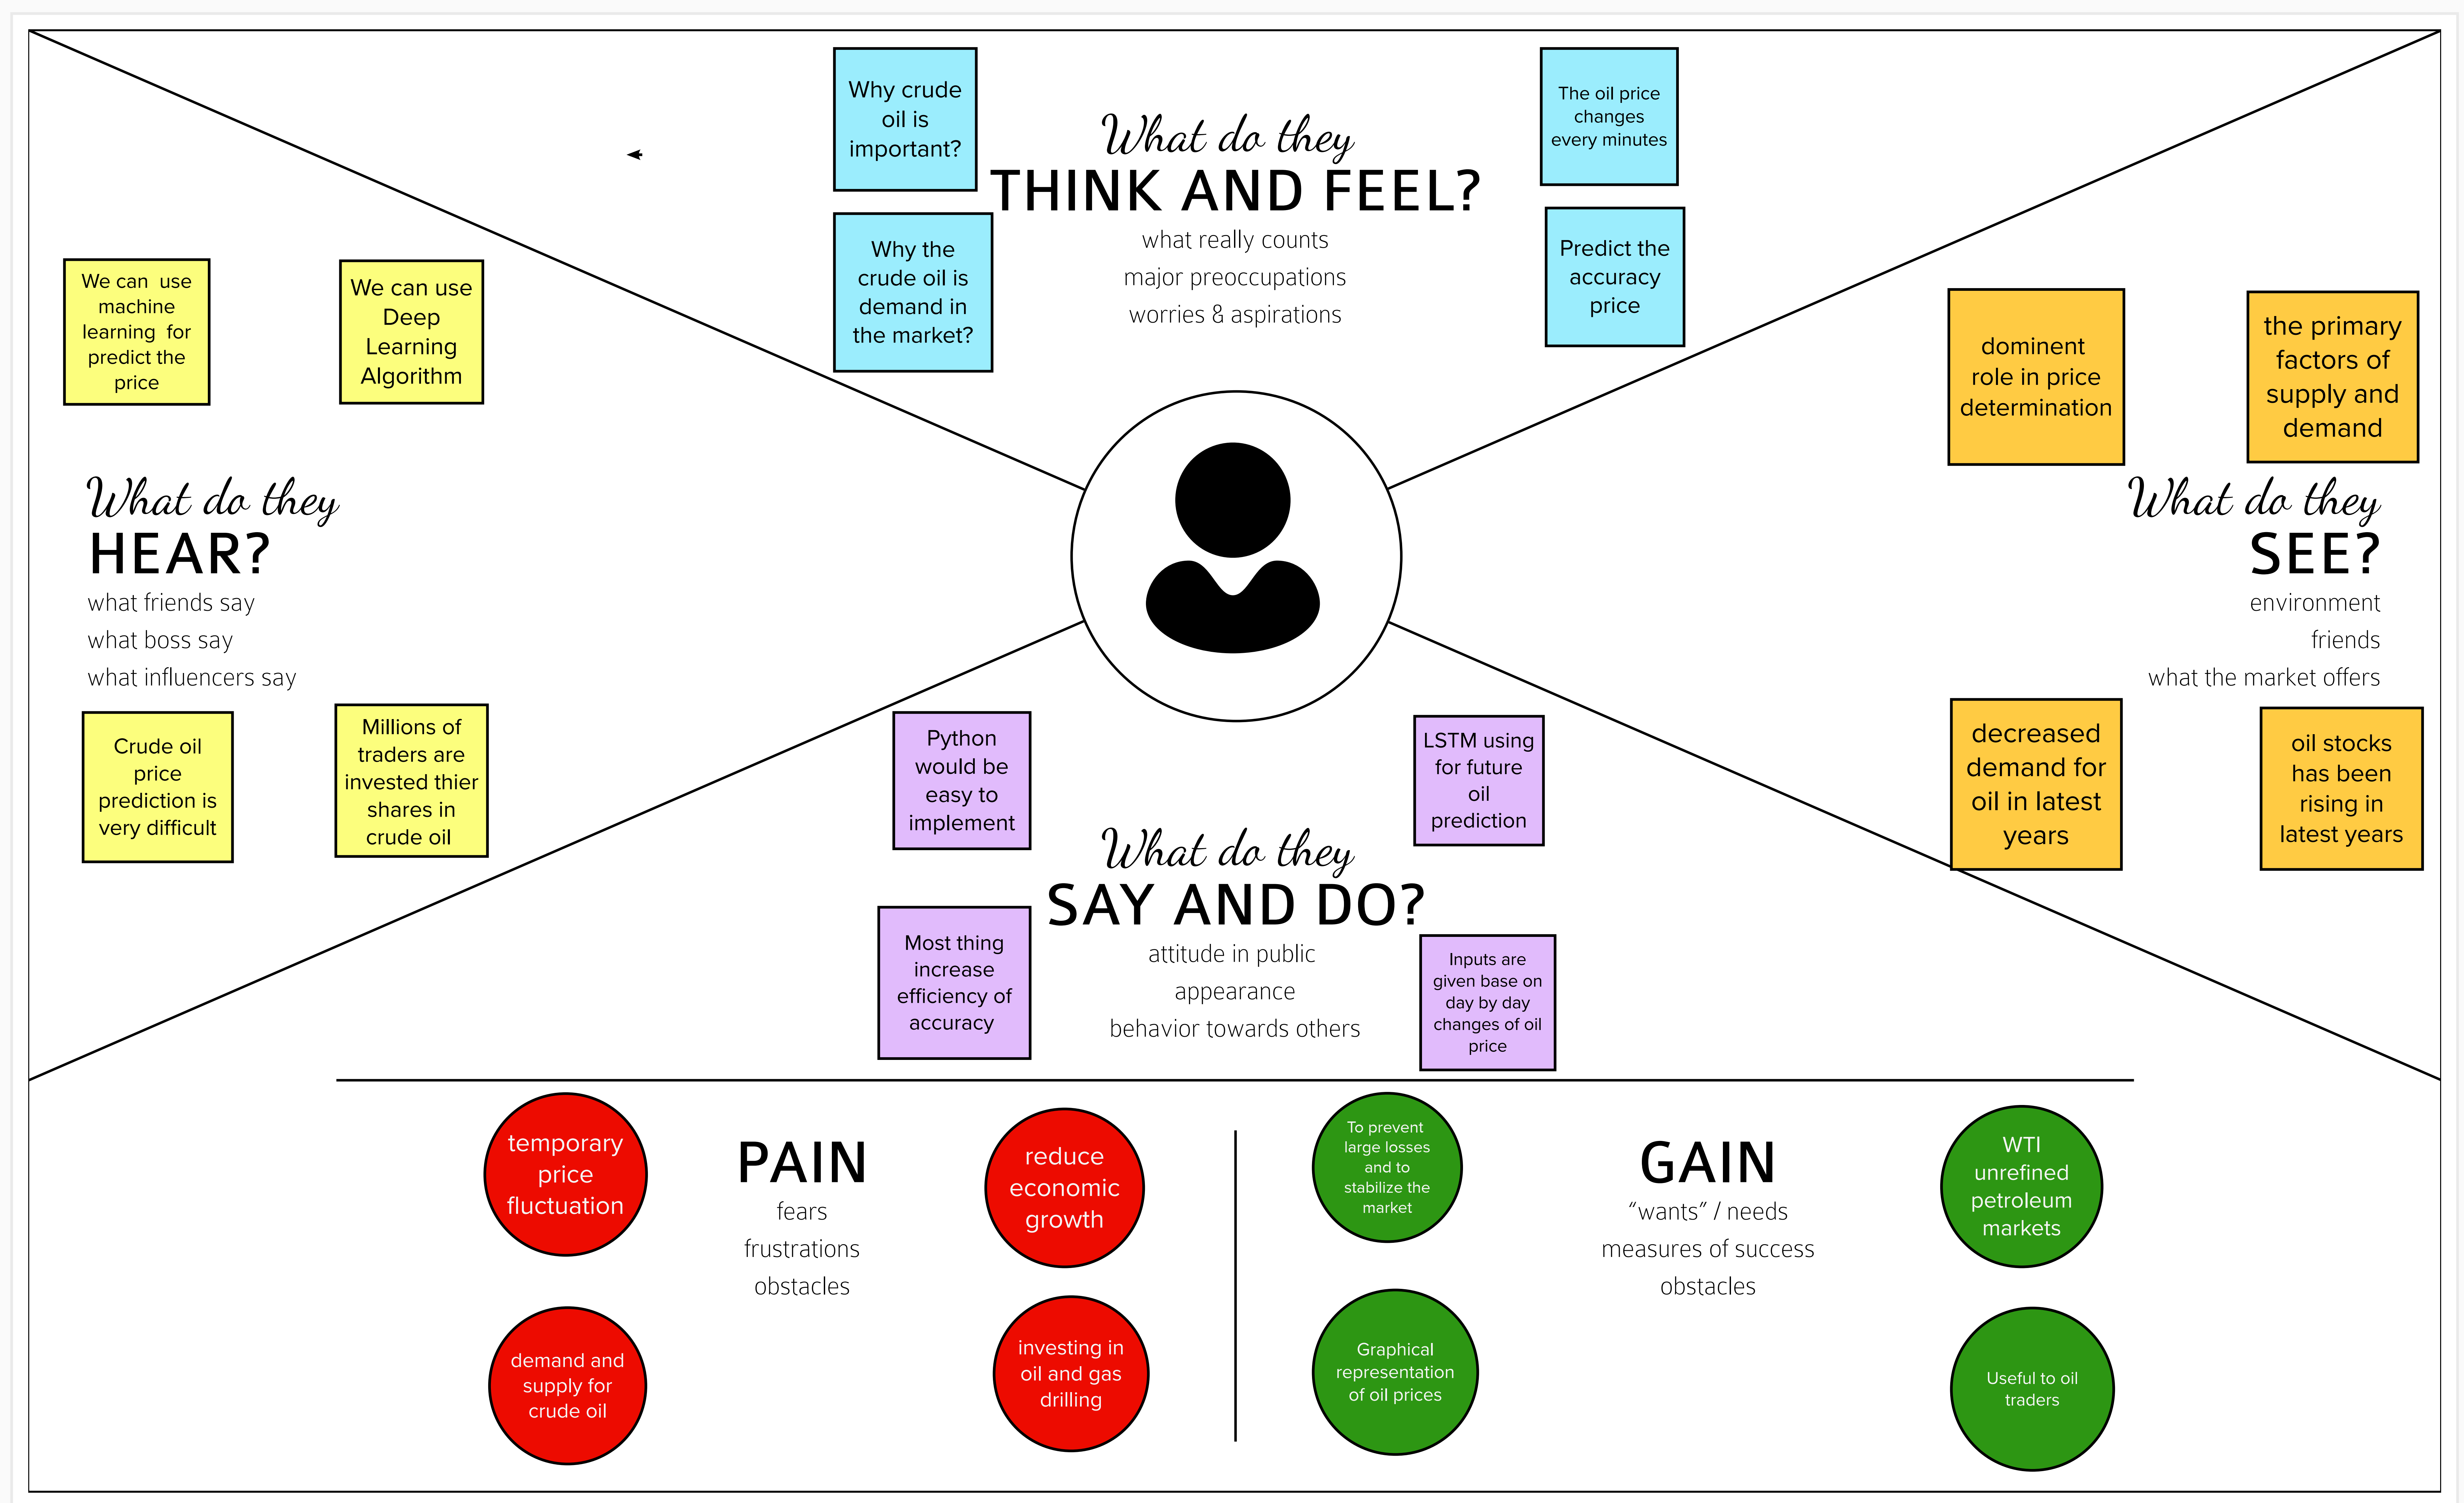 Why crude
oil is
important?
The oil price
changes
every minutes
What do they
THINK AND FEEL?
what really counts
major preoccupations
worries & aspirations
Why the
crude oil is
demand in
the market?
Predict the
accuracy
price
We can use
machine
learning for
predict the
price
We can use
Deep
Learning
Algorithm
What do they
HEAR?
what friends say
what boss say
what influencers say
Crude oil
price
prediction is
very difficult
Millions of
traders are
invested thier
shares in
crude oil
dominent
role in price
determination
the primary
factors of
supply and
demand
What do they
SEE?
environment
friends
what the market offers
decreased
demand for
oil in latest
years
oil stocks
has been
rising in
latest years
Python
would be
easy to
implement
LSTM using
for future
oil
prediction
What do they
SAY AND DO?
attitude in public
appearance
behavior towards others
Most thing
increase
efficiency of
accuracy
Inputs are
given base on
day by day
changes of oil
price
temporary
price
fluctuation
PAIN
fears
frustrations
obstacles
reduce
economic
growth
demand and
supply for
crude oil
investing in
oil and gas
drilling
To prevent
large losses
and to
stabilize the
market
GAIN
“wants” / needs
measures of success
obstacles
WTI
unrefined
petroleum
markets
Graphical
representation
of oil prices
Useful to oil
traders